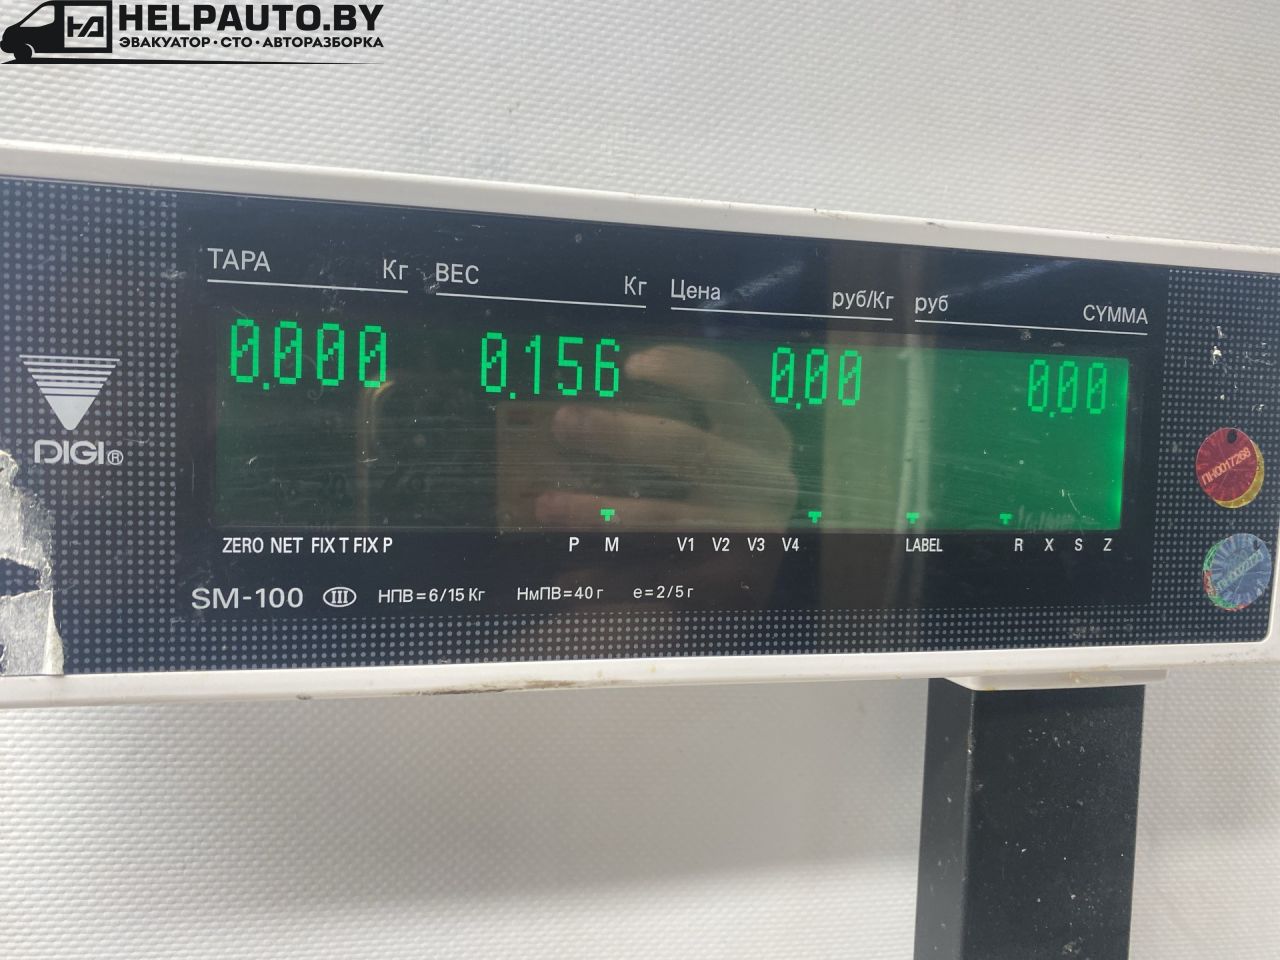 HELPAUTO.BY
ЭВАКУАТОР · СТО · АВТОРАЗБОРКА
ТАРА Кг ВЕС Кг Цена руб/Кг руб СУММА
0.000 0.156 0.00 0.00
DIGI®
ПН0017268
ZERO NET FIX T FIX P P M V1 V2 V3 V4 LABEL R X S Z
SM-100 III НПВ=6/15 Кг НмПВ=40 г e=2/5 г